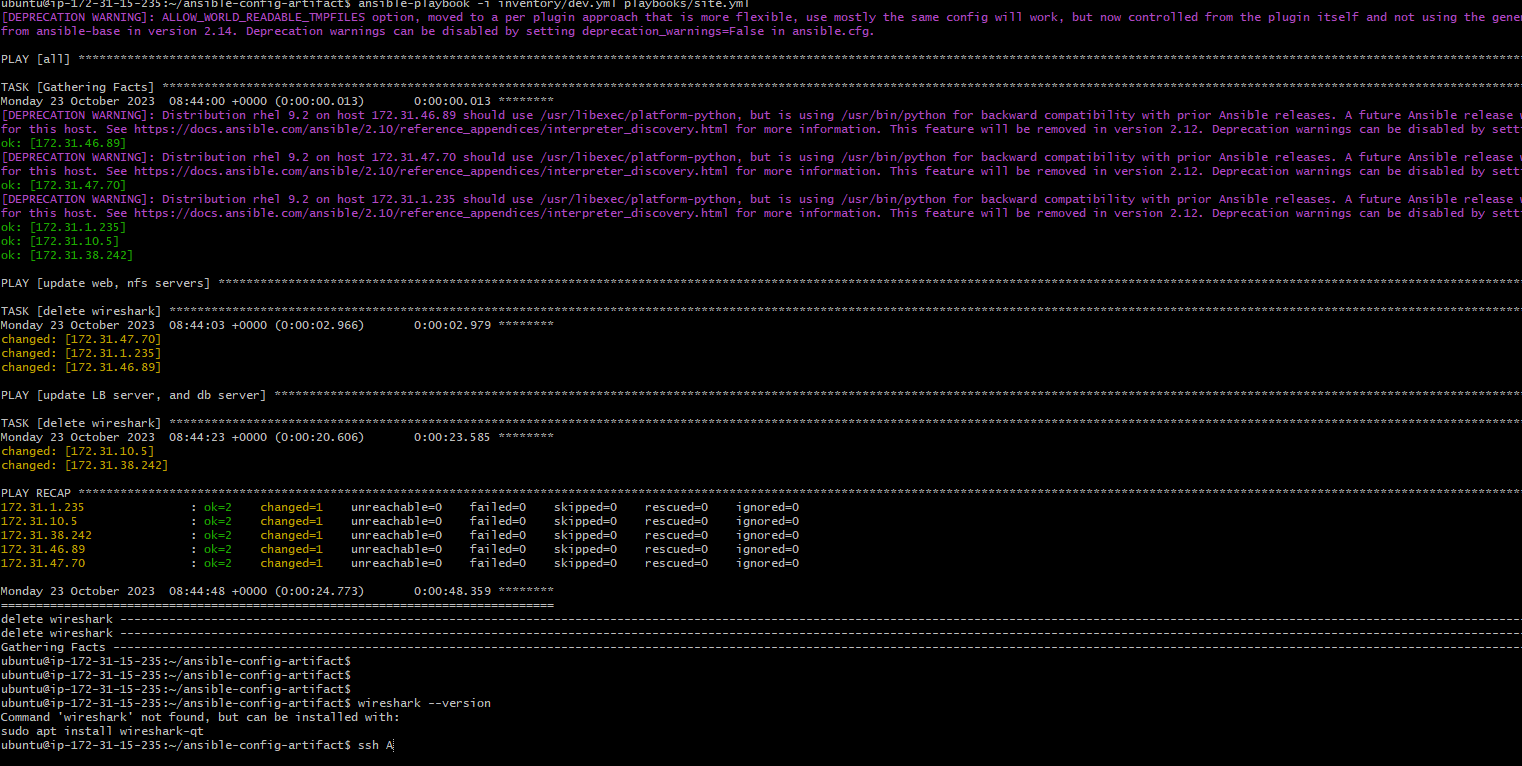 ubuntu@ip-172-31-15-235:~/ansible-config-artifact$ ansible-playbook -i inventory/dev.yml playbooks/site.yml
[DEPRECATION WARNING]: ALLOW_WORLD_READABLE_TMPFILES option, moved to a per plugin approach that is more flexible, use mostly the same config will work, but now controlled from the plugin itself and not using the gene
from ansible-base in version 2.14. Deprecation warnings can be disabled by setting deprecation_warnings=False in ansible.cfg.
PLAY [all] ****************************************************************************************************************************************************************************************************************
TASK [Gathering Facts] ****************************************************************************************************************************************************************************************************
Monday 23 October 2023  08:44:00 +0000 (0:00:00.013)       0:00:00.013 ********
[DEPRECATION WARNING]: Distribution rhel 9.2 on host 172.31.46.89 should use /usr/libexec/platform-python, but is using /usr/bin/python for backward compatibility with prior Ansible releases. A future Ansible release w
for this host. See https://docs.ansible.com/ansible/2.10/reference_appendices/interpreter_discovery.html for more information. This feature will be removed in version 2.12. Deprecation warnings can be disabled by sett
ok: [172.31.46.89]
[DEPRECATION WARNING]: Distribution rhel 9.2 on host 172.31.47.70 should use /usr/libexec/platform-python, but is using /usr/bin/python for backward compatibility with prior Ansible releases. A future Ansible release w
for this host. See https://docs.ansible.com/ansible/2.10/reference_appendices/interpreter_discovery.html for more information. This feature will be removed in version 2.12. Deprecation warnings can be disabled by sett
ok: [172.31.47.70]
[DEPRECATION WARNING]: Distribution rhel 9.2 on host 172.31.1.235 should use /usr/libexec/platform-python, but is using /usr/bin/python for backward compatibility with prior Ansible releases. A future Ansible release w
for this host. See https://docs.ansible.com/ansible/2.10/reference_appendices/interpreter_discovery.html for more information. This feature will be removed in version 2.12. Deprecation warnings can be disabled by sett
ok: [172.31.1.235]
ok: [172.31.10.5]
ok: [172.31.38.242]
PLAY [update web, nfs servers] ********************************************************************************************************************************************************************************************
TASK [delete wireshark] ***************************************************************************************************************************************************************************************************
Monday 23 October 2023  08:44:03 +0000 (0:00:02.966)       0:00:02.979 ********
changed: [172.31.47.70]
changed: [172.31.1.235]
changed: [172.31.46.89]
PLAY [update LB server, and db server] ************************************************************************************************************************************************************************************
TASK [delete wireshark] ***************************************************************************************************************************************************************************************************
Monday 23 October 2023  08:44:23 +0000 (0:00:20.606)       0:00:23.585 ********
changed: [172.31.10.5]
changed: [172.31.38.242]
PLAY RECAP ****************************************************************************************************************************************************************************************************************
172.31.1.235               : ok=2    changed=1    unreachable=0    failed=0    skipped=0    rescued=0    ignored=0
172.31.10.5                : ok=2    changed=1    unreachable=0    failed=0    skipped=0    rescued=0    ignored=0
172.31.38.242              : ok=2    changed=1    unreachable=0    failed=0    skipped=0    rescued=0    ignored=0
172.31.46.89               : ok=2    changed=1    unreachable=0    failed=0    skipped=0    rescued=0    ignored=0
172.31.47.70               : ok=2    changed=1    unreachable=0    failed=0    skipped=0    rescued=0    ignored=0
Monday 23 October 2023  08:44:48 +0000 (0:00:24.773)       0:00:48.359 ********
===============================================================================
delete wireshark ---------------------------------------------------------------------------------------------------------------------------------------------------------------------------------------------------------
delete wireshark ---------------------------------------------------------------------------------------------------------------------------------------------------------------------------------------------------------
Gathering Facts ----------------------------------------------------------------------------------------------------------------------------------------------------------------------------------------------------------
ubuntu@ip-172-31-15-235:~/ansible-config-artifact$
ubuntu@ip-172-31-15-235:~/ansible-config-artifact$
ubuntu@ip-172-31-15-235:~/ansible-config-artifact$
ubuntu@ip-172-31-15-235:~/ansible-config-artifact$ wireshark --version
Command 'wireshark' not found, but can be installed with:
sudo apt install wireshark-qt
ubuntu@ip-172-31-15-235:~/ansible-config-artifact$ ssh A